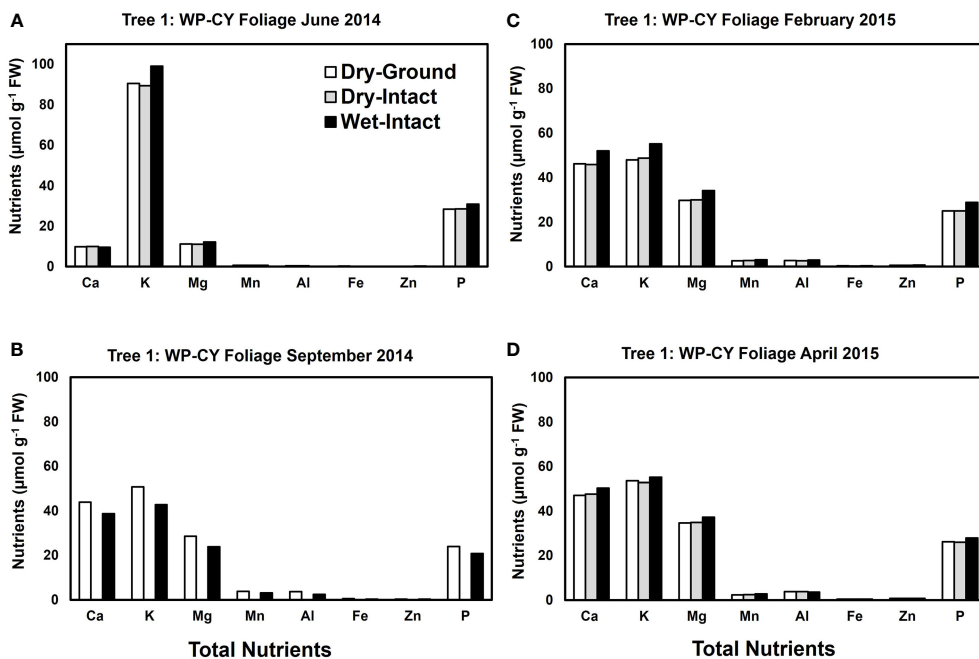 A
Tree 1: WP-CY Foliage June 2014
Nutrients (µmol g⁻¹ FW)
100
80
60
40
20
0
Dry-Ground
Dry-Intact
Wet-Intact
Ca K Mg Mn Al Fe Zn P
B
Tree 1: WP-CY Foliage September 2014
Nutrients (µmol g⁻¹ FW)
100
80
60
40
20
0
Ca K Mg Mn Al Fe Zn P
Total Nutrients
C
Tree 1: WP-CY Foliage February 2015
Nutrients (µmol g⁻¹ FW)
100
80
60
40
20
0
Ca K Mg Mn Al Fe Zn P
D
Tree 1: WP-CY Foliage April 2015
Nutrients (µmol g⁻¹ FW)
100
80
60
40
20
0
Ca K Mg Mn Al Fe Zn P
Total Nutrients